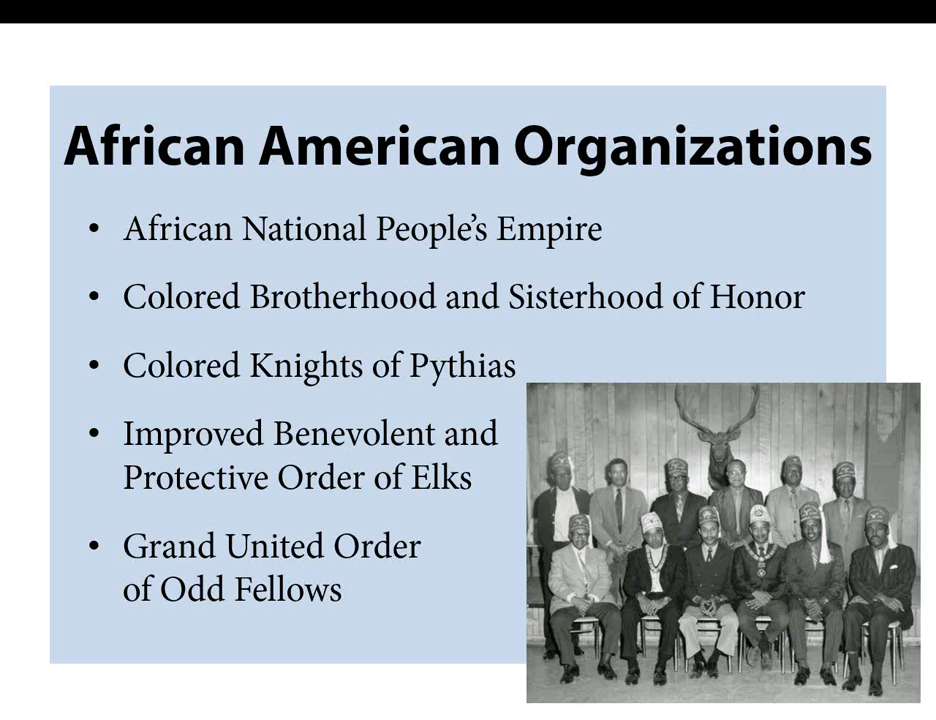 African American Organizations
• African National People’s Empire
• Colored Brotherhood and Sisterhood of Honor
• Colored Knights of Pythias
• Improved Benevolent and
Protective Order of Elks
• Grand United Order
of Odd Fellows